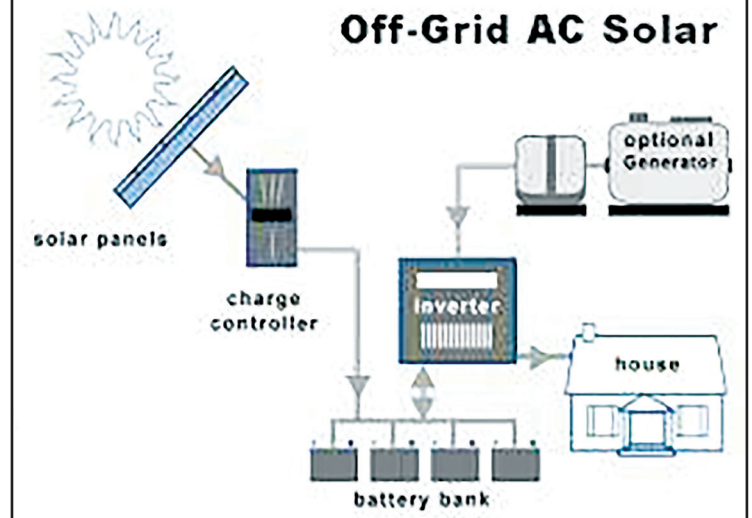 Off-Grid AC Solar
optional
Generator
solar panels
charge
controller
inverter
house
battery bank